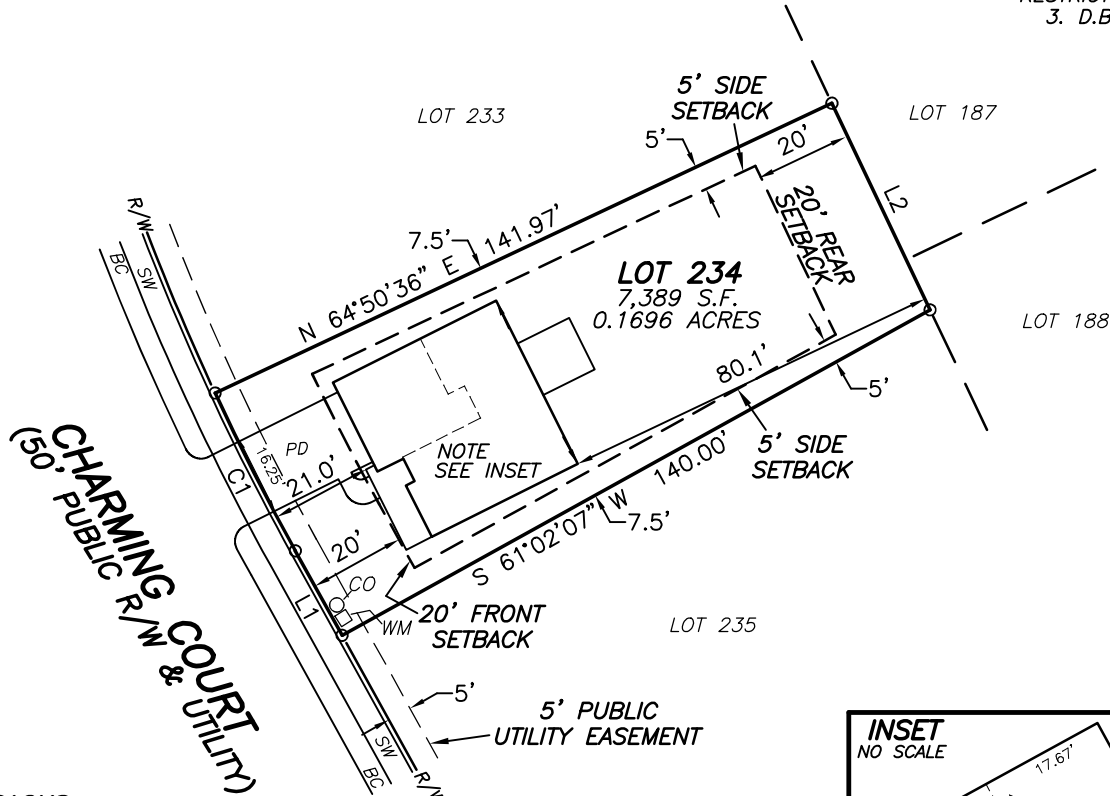 3. D.B
LOT 233
5' SIDE
SETBACK
LOT 187
5'
20'
L2
R/W
BC
SW
7.5'
N 64°50'36" E 141.97'
20' REAR
SETBACK
LOT 234
7,389 S.F.
0.1696 ACRES
LOT 188
80.1'
5'
5' SIDE
SETBACK
PD
NOTE
SEE INSET
16.25'
21.0'
C1
CHARMING COURT
(50' PUBLIC R/W & UTILITY)
S 61°02'07" W 140.00'
7.5'
20'
CO
L1
WM
20' FRONT
SETBACK
LOT 235
5'
5' PUBLIC
UTILITY EASEMENT
SW
BC
INSET
NO SCALE
17.67'